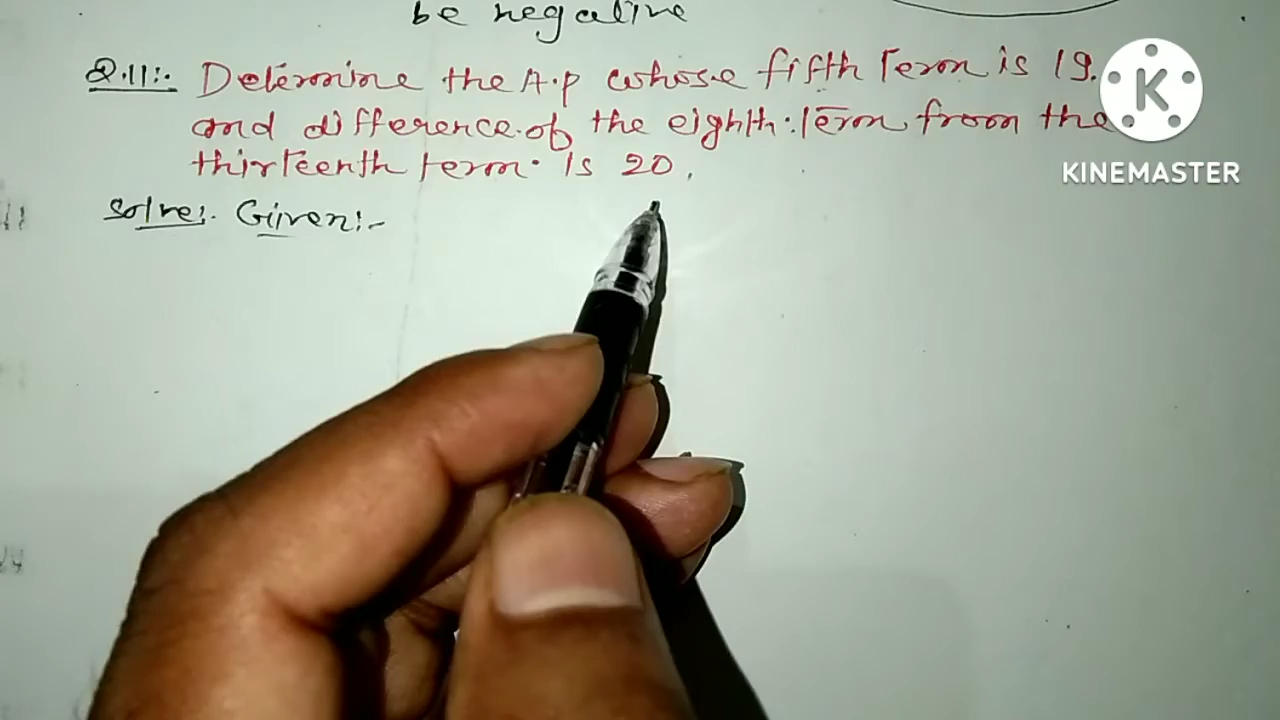 be negative
Q.11:. Determine the A.P whose fifth Term is 19.
and difference of the eighth term from the
thirteenth term. is 20.
Solve:. Given:-
K
KINEMASTER